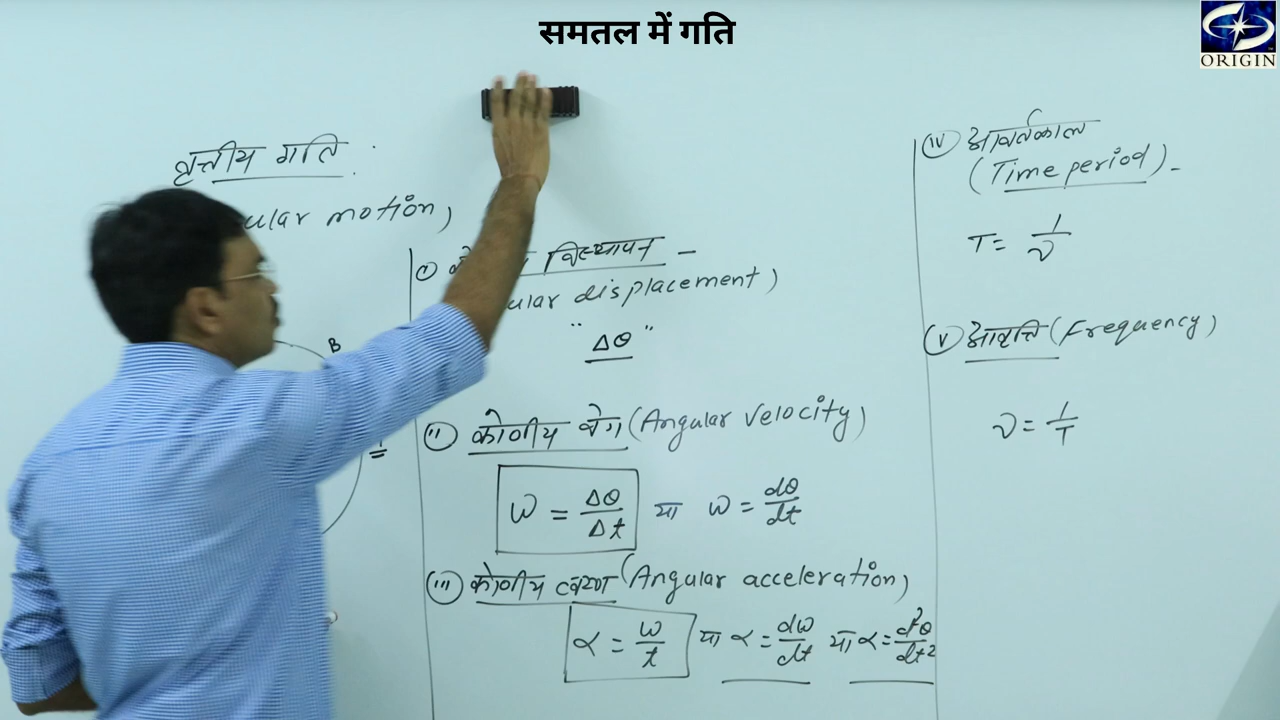 समतल में गति
ORIGIN
वृत्तीय गति
ular motion)
B
(i) विस्थापन –
ular displacement)
"Δθ"
(ii) कोणीय वेग (Angular Velocity)
ω = Δθ/Δt या ω = dθ/dt
(iii) कोणीय त्वरण (Angular acceleration)
α = ω/t या α = dω/dt या α = d²θ/dt²
(iv) आवर्तकाल
(Time period) -
T = 1/ν
(v) आवृत्ति (Frequency)
ν = 1/T